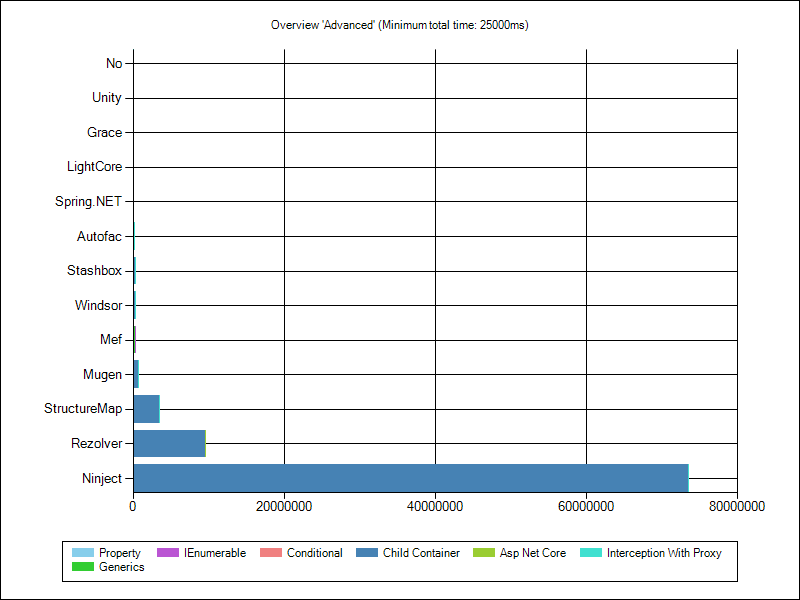 Overview 'Advanced' (Minimum total time: 25000ms)
No
Unity
Grace
LightCore
Spring.NET
Autofac
Stashbox
Windsor
Mef
Mugen
StructureMap
Rezolver
Ninject
0 20000000 40000000 60000000 80000000
Property IEnumerable Conditional Child Container Asp Net Core Interception With Proxy
Generics